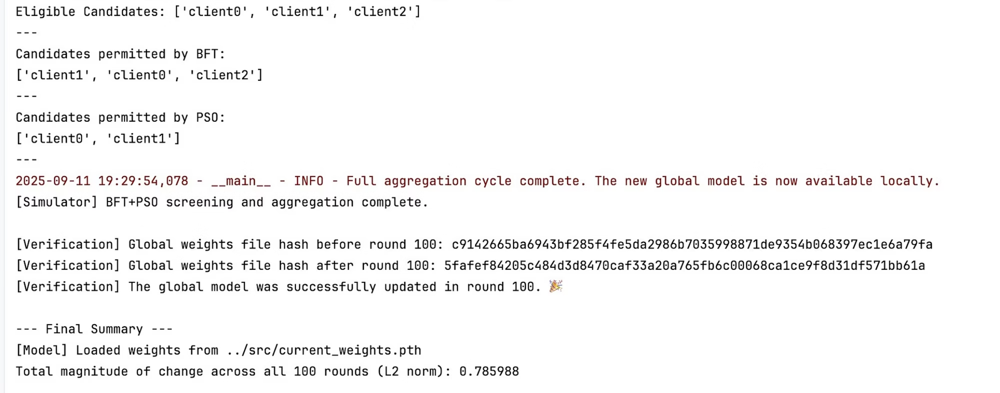 Eligible Candidates: ['client0', 'client1', 'client2']
---
Candidates permitted by BFT:
['client1', 'client0', 'client2']
---
Candidates permitted by PSO:
['client0', 'client1']
---
2025-09-11 19:29:54,078 - __main__ - INFO - Full aggregation cycle complete. The new global model is now available locally.
[Simulator] BFT+PSO screening and aggregation complete.
[Verification] Global weights file hash before round 100: c9142665ba6943bf285f4fe5da2986b7035998871de9354b068397ec1e6a79fa
[Verification] Global weights file hash after round 100: 5fafef84205c484d3d8470caf33a20a765fb6c00068ca1ce9f8d31df571bb61a
[Verification] The global model was successfully updated in round 100. 🎉
--- Final Summary ---
[Model] Loaded weights from ../src/current_weights.pth
Total magnitude of change across all 100 rounds (L2 norm): 0.785988